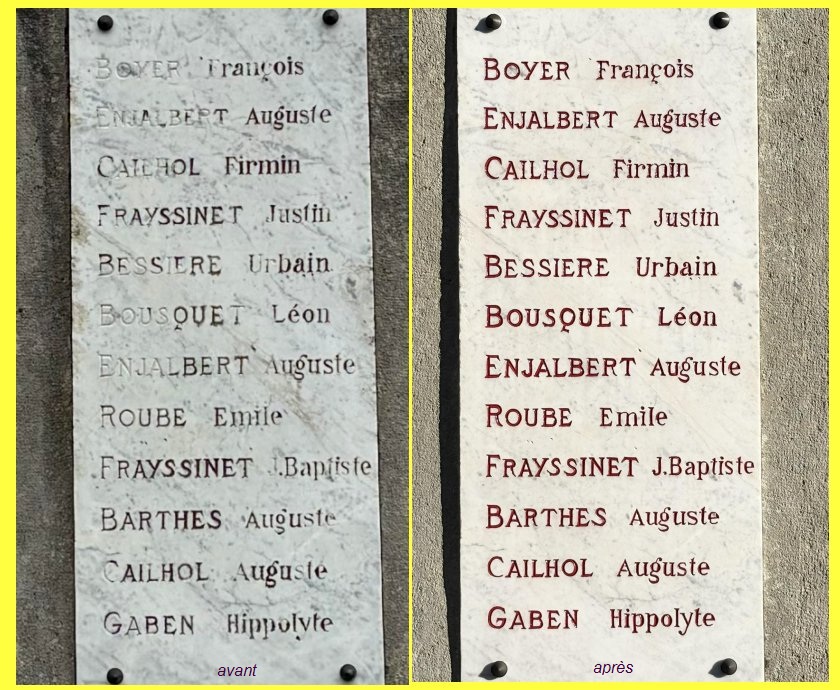 BOYER François
ENJALBERT Auguste
CAILHOL Firmin
FRAYSSINET Justin
BESSIERE Urbain
BOUSQUET Léon
ENJALBERT Auguste
ROUBE Emile
FRAYSSINET J.Baptiste
BARTHES Auguste
CAILHOL Auguste
GABEN Hippolyte
avant
BOYER François
ENJALBERT Auguste
CAILHOL Firmin
FRAYSSINET Justin
BESSIERE Urbain
BOUSQUET Léon
ENJALBERT Auguste
ROUBE Emile
FRAYSSINET J.Baptiste
BARTHES Auguste
CAILHOL Auguste
GABEN Hippolyte
après